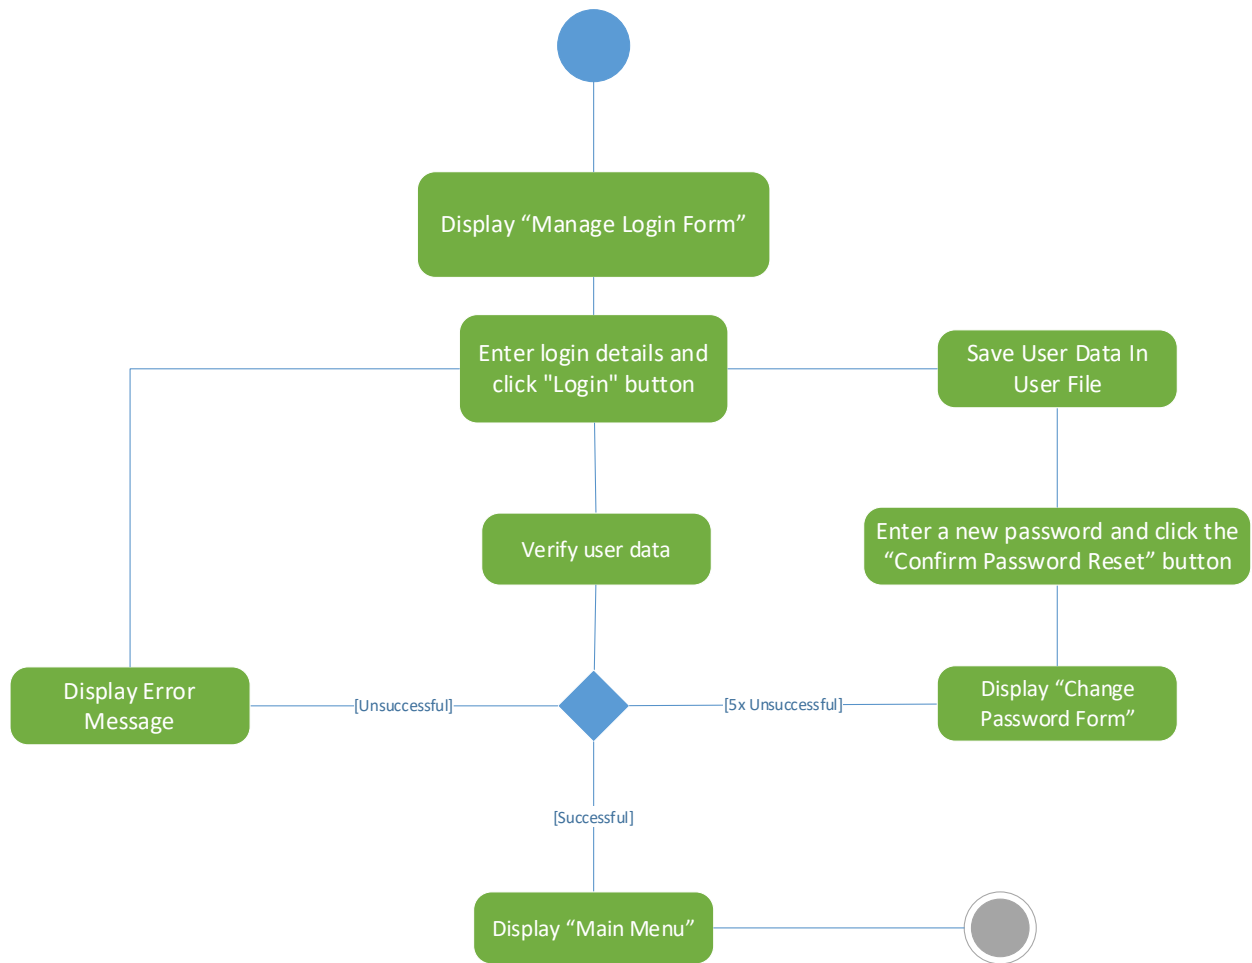 Display “Manage Login Form”
Enter login details and
click "Login" button
Save User Data In
User File
Verify user data
Enter a new password and click the
“Confirm Password Reset” button
Display Error
Message
[Unsuccessful]
[5x Unsuccessful]
Display “Change
Password Form”
[Successful]
Display “Main Menu”